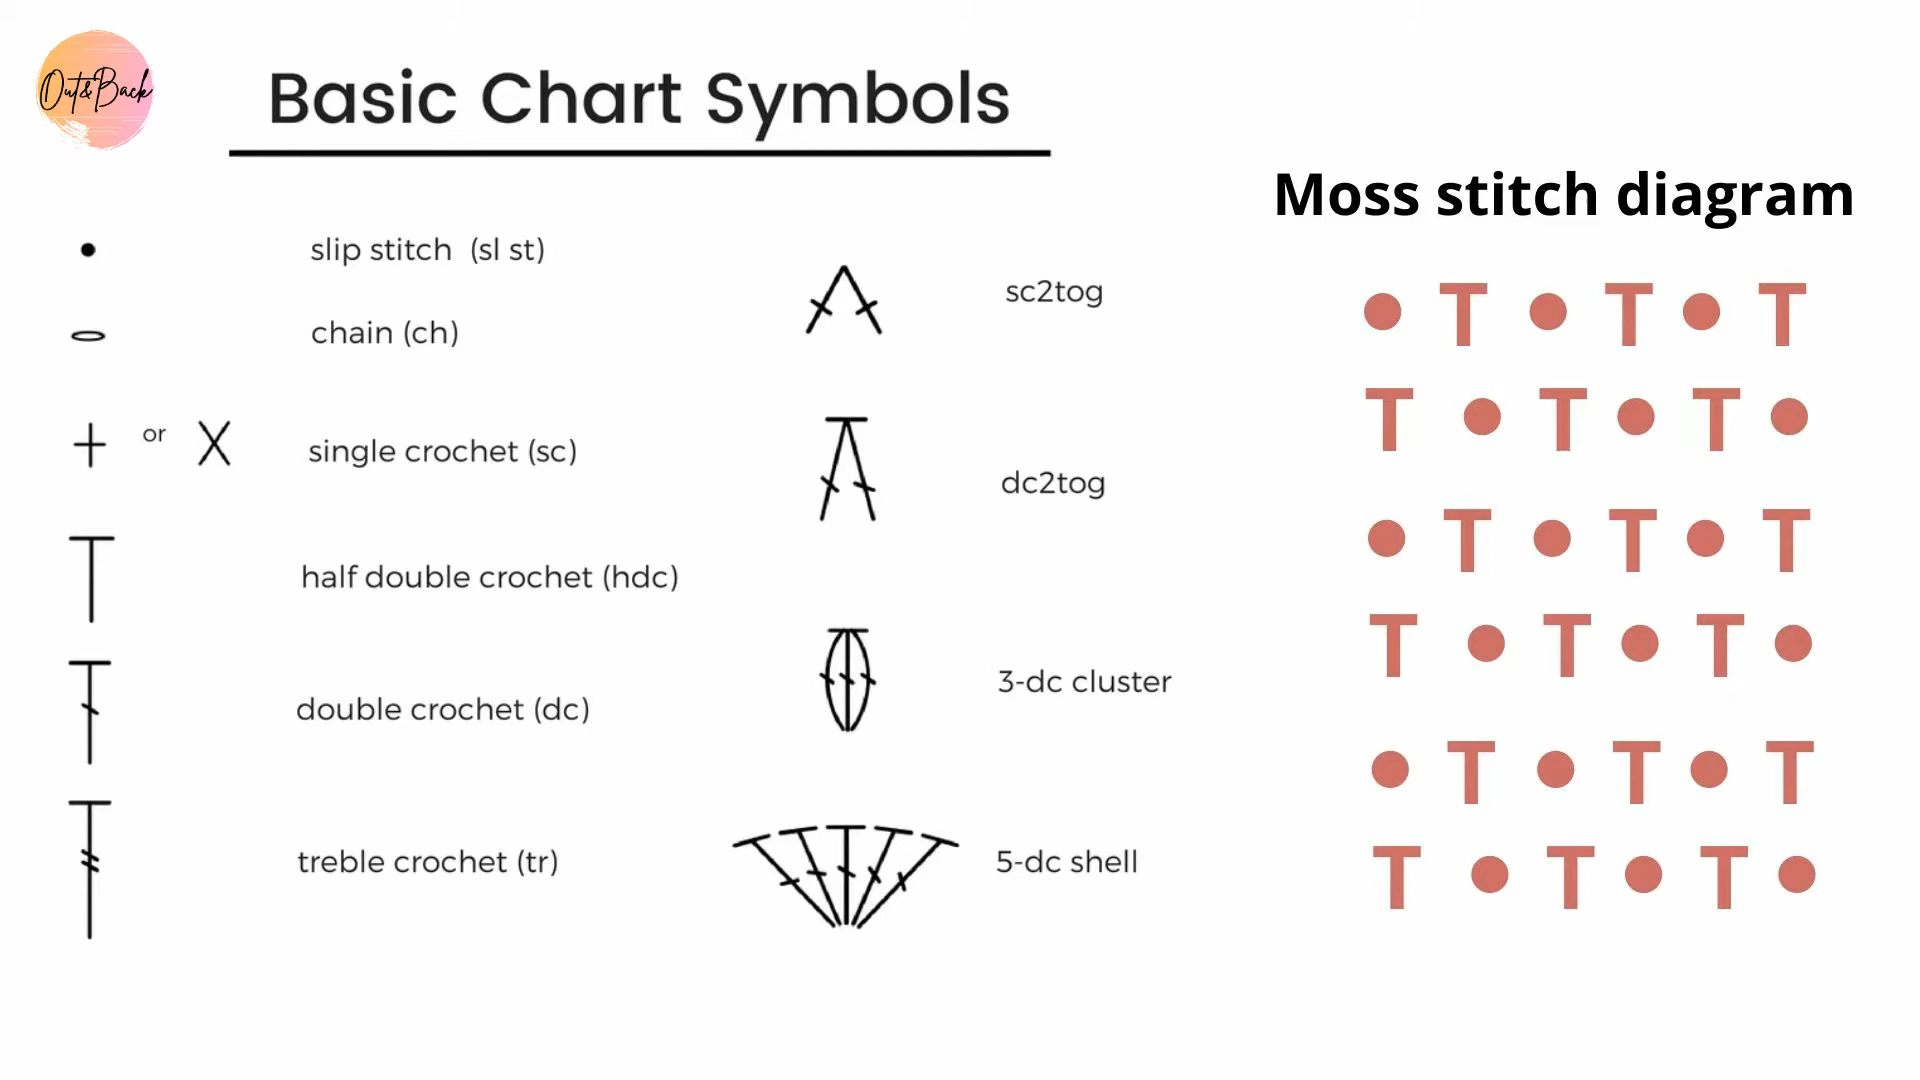 Out&Back
Basic Chart Symbols
slip stitch (sl st)
chain (ch)
or
single crochet (sc)
half double crochet (hdc)
double crochet (dc)
treble crochet (tr)
sc2tog
dc2tog
3-dc cluster
5-dc shell
Moss stitch diagram